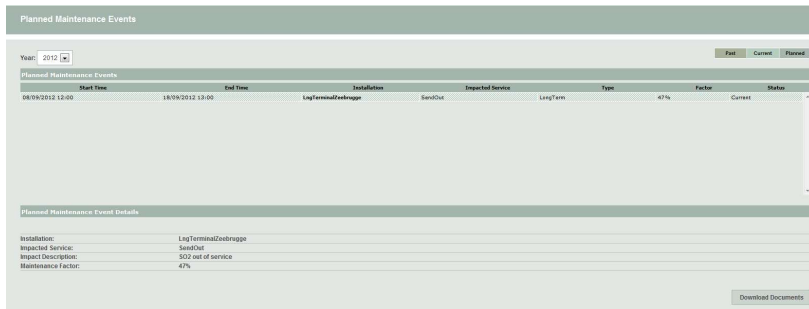 Planned Maintenance Events
Year: 2012
Past Current Planned
Planned Maintenance Events
Start Time End Time Installation Impacted Service Type Factor Status
08/09/2012 12:00 18/09/2012 13:00 LngTerminalZeebrugge SendOut LongTerm 47% Current
Planned Maintenance Event Details
Installation: LngTerminalZeebrugge
Impacted Service: SendOut
Impact Description: SO2 out of service
Maintenance Factor: 47%
Download Documents